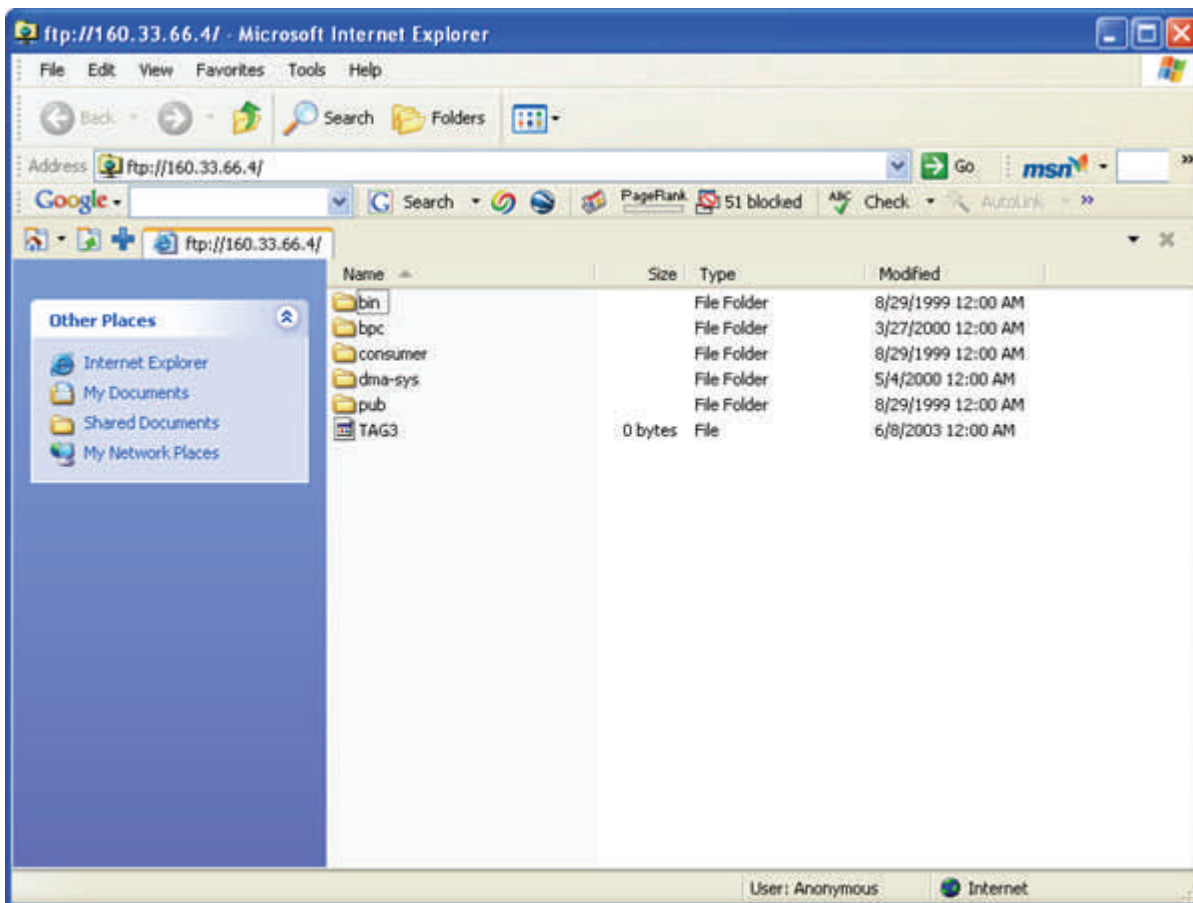 ftp://160.33.66.4/ - Microsoft Internet Explorer
File Edit View Favorites Tools Help
Back Search Folders
Address ftp://160.33.66.4/ Go msn
Google Search PageRank 51 blocked ABC Check AutoLink
ftp://160.33.66.4/
Name Size Type Modified
Other Places
Internet Explorer
My Documents
Shared Documents
My Network Places
bin File Folder 8/29/1999 12:00 AM
bpc File Folder 3/27/2000 12:00 AM
consumer File Folder 8/29/1999 12:00 AM
dma-sys File Folder 5/4/2000 12:00 AM
pub File Folder 8/29/1999 12:00 AM
TAG3 0 bytes File 6/8/2003 12:00 AM
User: Anonymous Internet